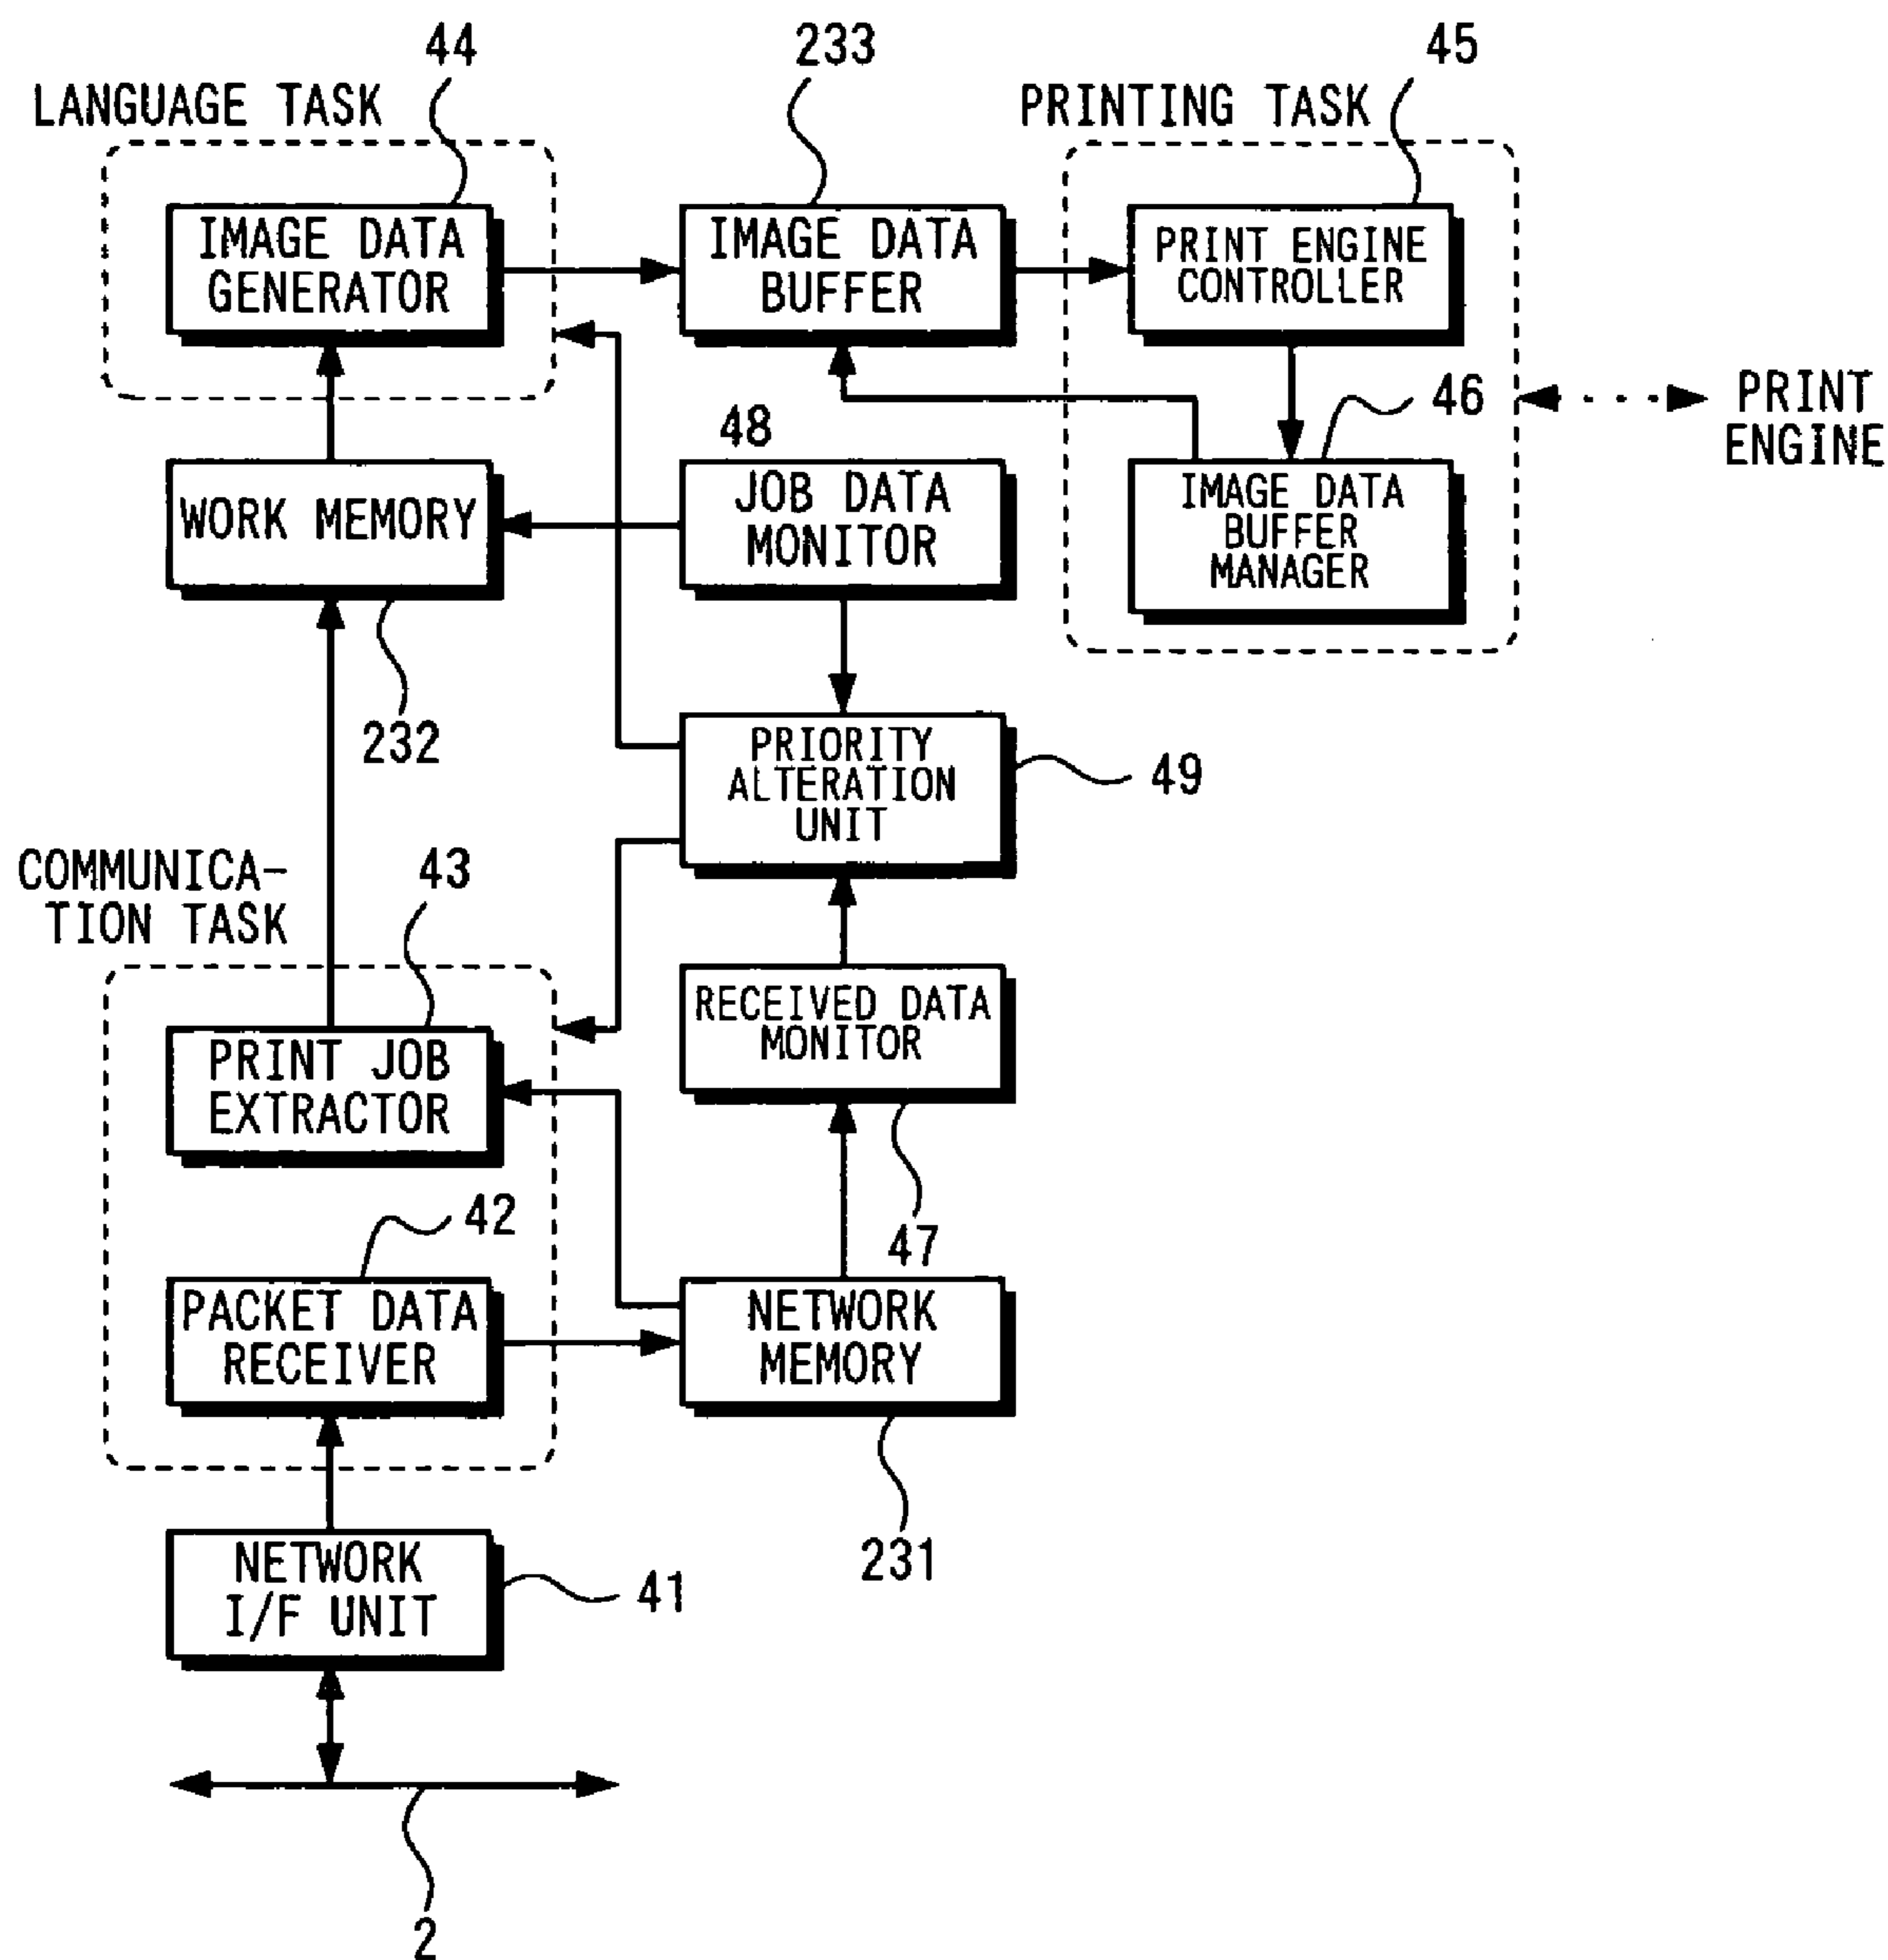 44
233
45
LANGUAGE TASK
PRINTING TASK
IMAGE DATA
GENERATOR
IMAGE DATA
BUFFER
PRINT ENGINE
CONTROLLER
46
PRINT
ENGINE
48
WORK MEMORY
JOB DATA
MONITOR
IMAGE DATA
BUFFER
MANAGER
232
PRIORITY
ALTERATION
UNIT
49
COMMUNICA-
TION TASK
43
PRINT JOB
EXTRACTOR
RECEIVED DATA
MONITOR
42
47
PACKET DATA
RECEIVER
NETWORK
MEMORY
231
NETWORK
I/F UNIT
41
2